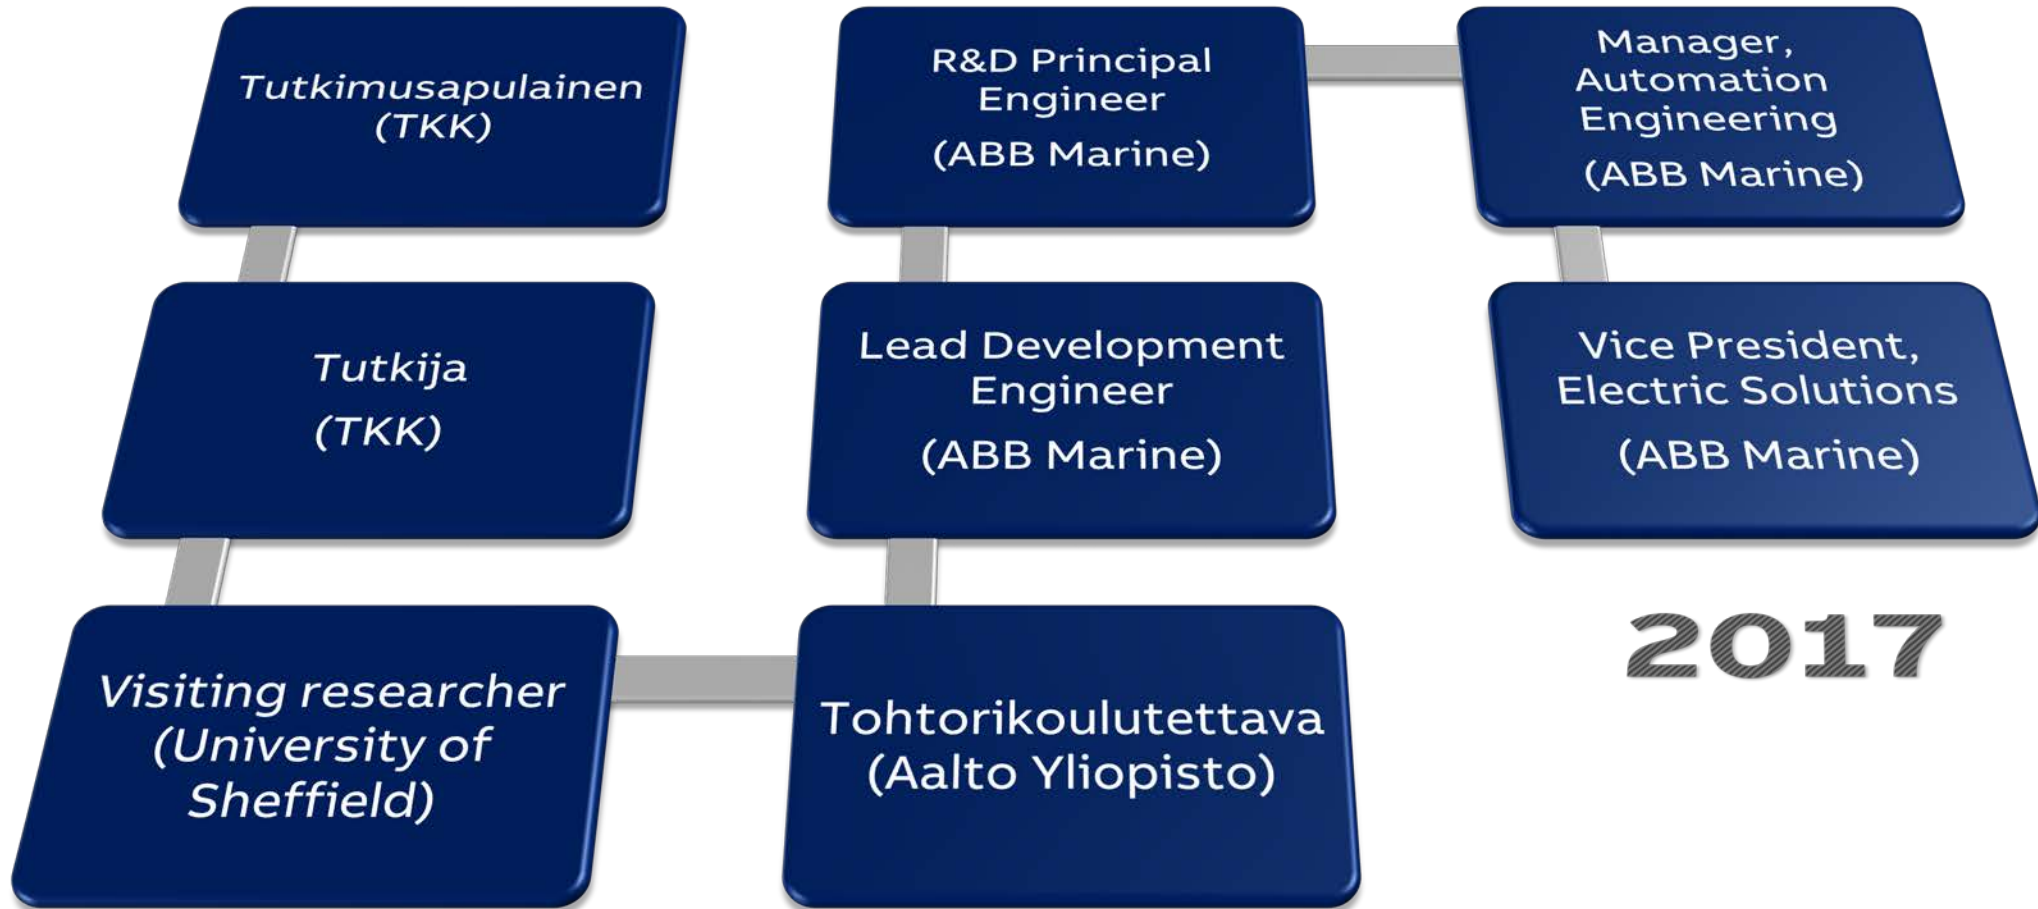 Tutkimusapulainen
(TKK)
Tutkija
(TKK)
Visiting researcher
(University of
Sheffield)
Tohtorikoulutettava
(Aalto Yliopisto)
Lead Development
Engineer
(ABB Marine)
R&D Principal
Engineer
(ABB Marine)
Manager,
Automation
Engineering
(ABB Marine)
Vice President,
Electric Solutions
(ABB Marine)
2017